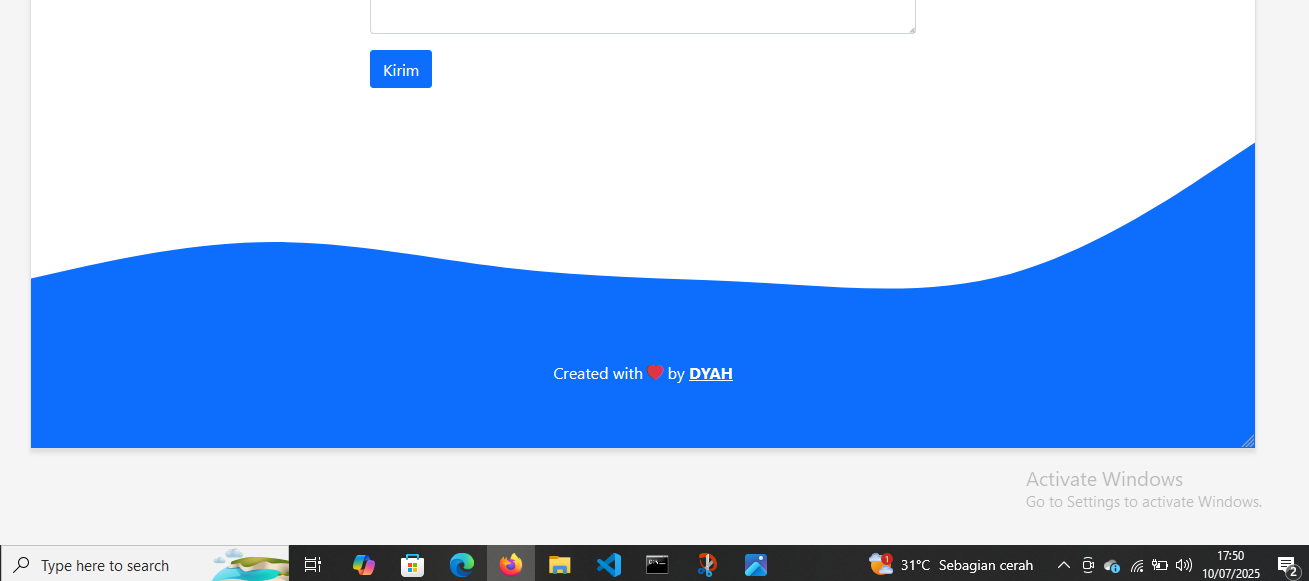 Kirim
Created with ❤ by DYAH
Activate Windows
Go to Settings to activate Windows.
Type here to search
1
31°C Sebagian cerah
17:50
10/07/2025
2